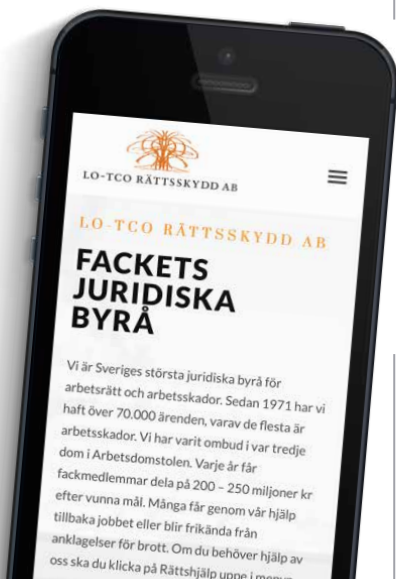 LO-TCO RÄTTSSKYDD AB
LO-TCO RÄTTSSKYDD AB
FACKETS
JURIDISKA
BYRÅ
Vi är Sveriges största juridiska byrå för
arbetsrätt och arbetsskador. Sedan 1971 har vi
haft över 70.000 ärenden, varav de flesta är
arbetsskador. Vi har varit ombud i var tredje
dom i Arbetsdomstolen. Varje år får
fackmedlemmar dela på 200 – 250 miljoner kr
efter vunna mål. Många får genom vår hjälp
tillbaka jobbet eller blir frikända från
anklagelser för brott. Om du behöver hjälp av
oss ska du klicka på Rättshjälp uppe i menyn